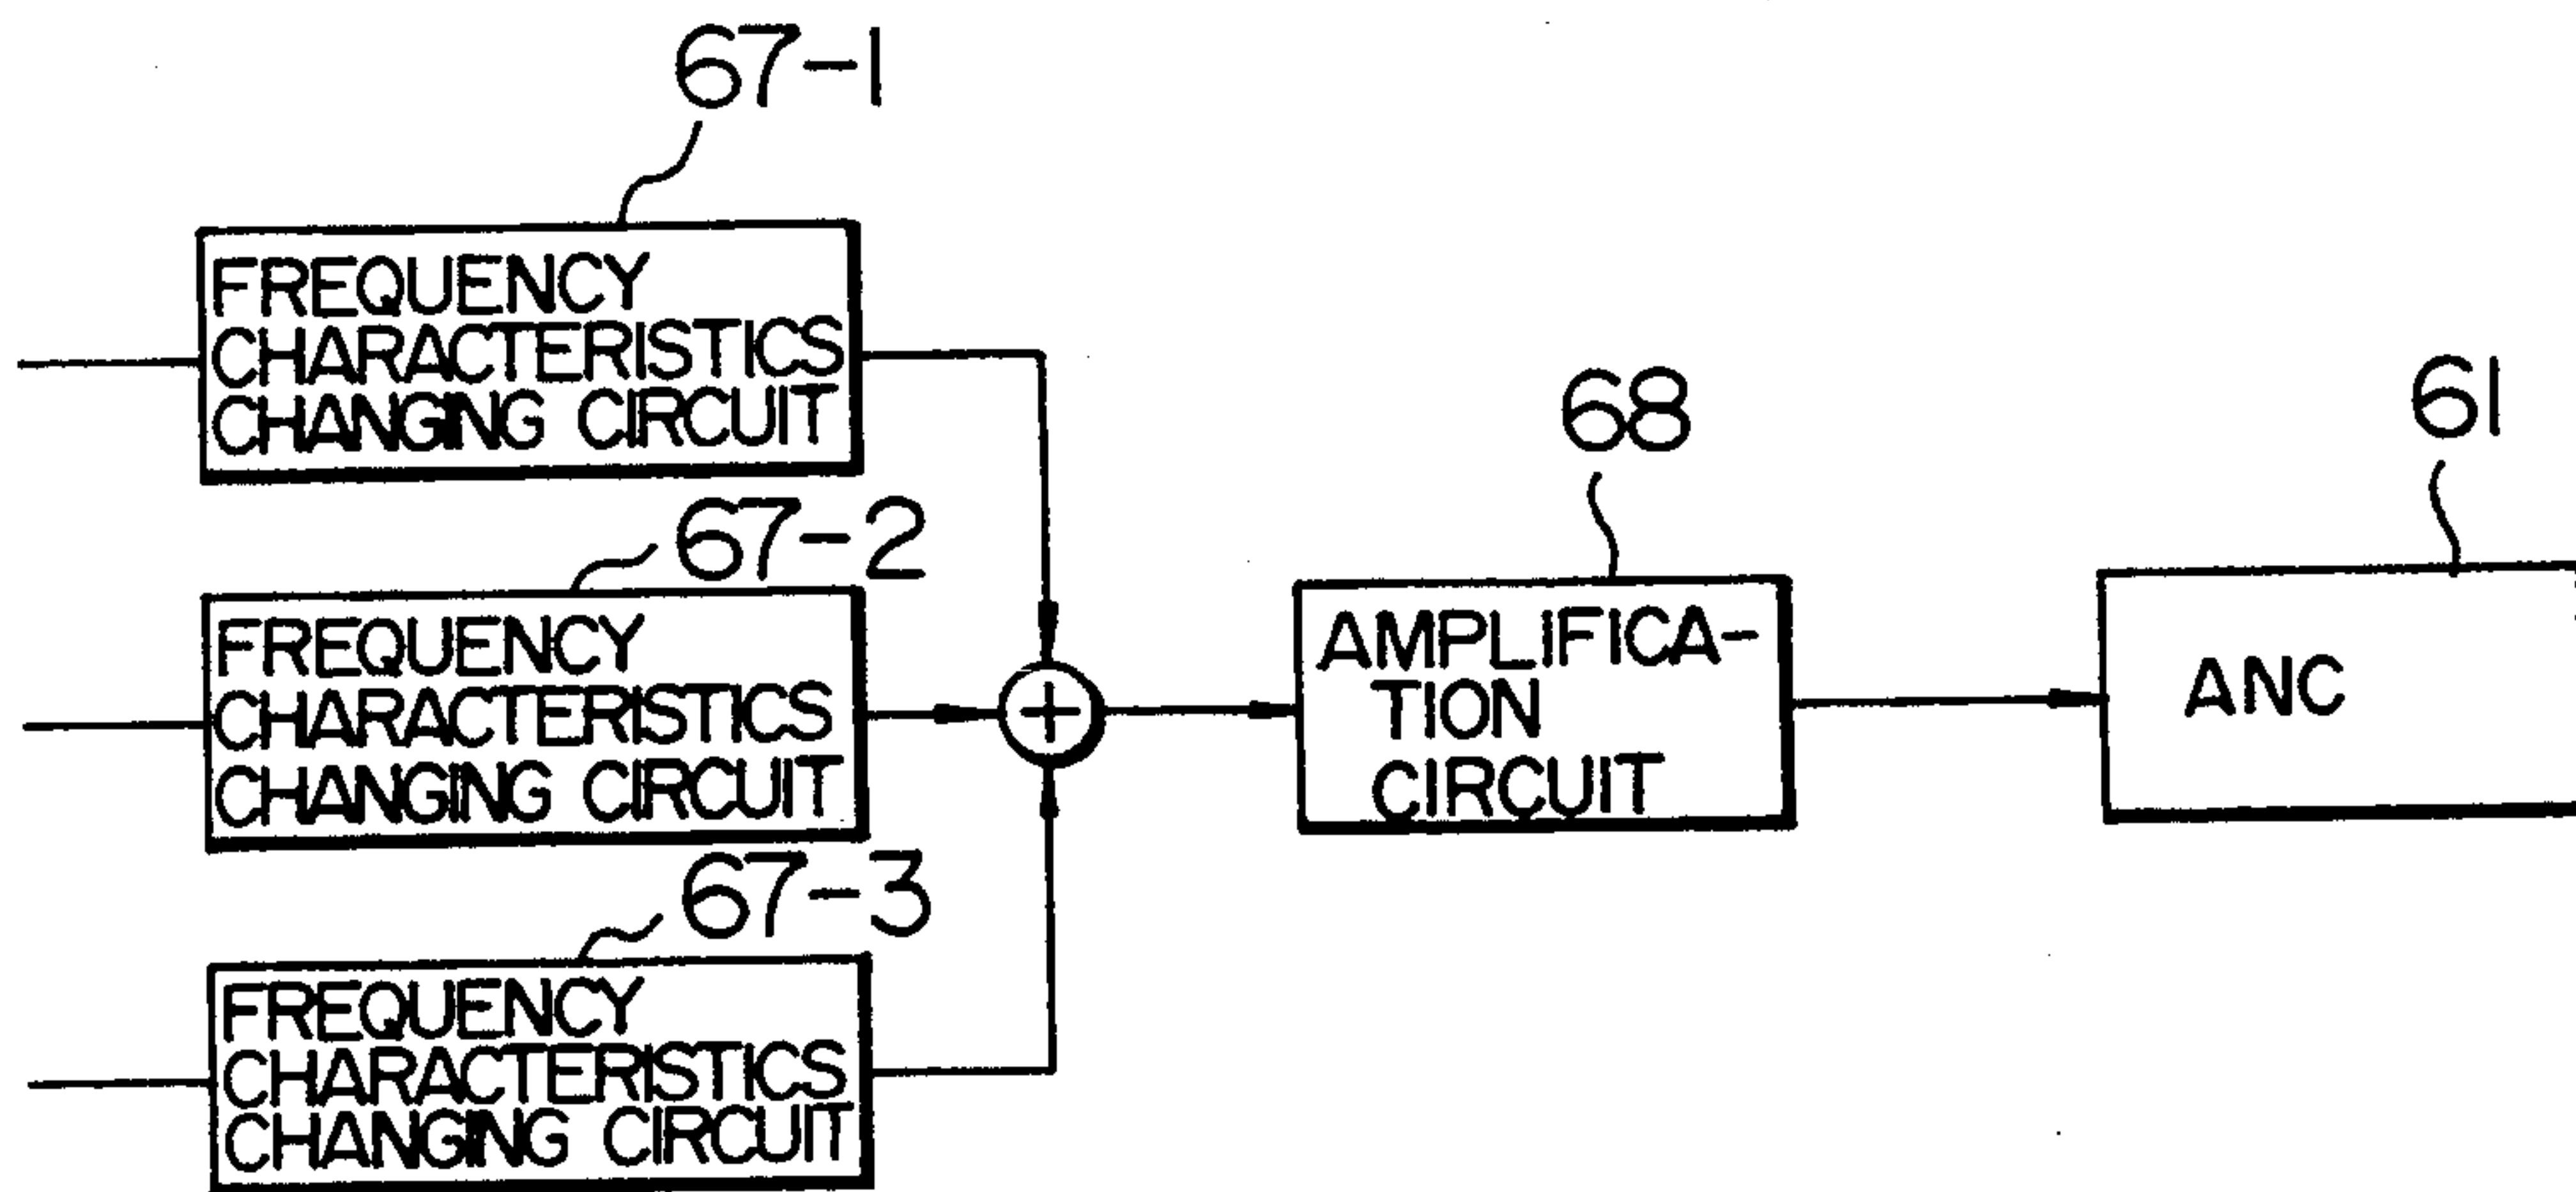 67-1
FREQUENCY
CHARACTERISTICS
CHANGING CIRCUIT
67-2
FREQUENCY
CHARACTERISTICS
CHANGING CIRCUIT
67-3
FREQUENCY
CHARACTERISTICS
CHANGING CIRCUIT
+
68
AMPLIFICA-
TION
CIRCUIT
61
ANC